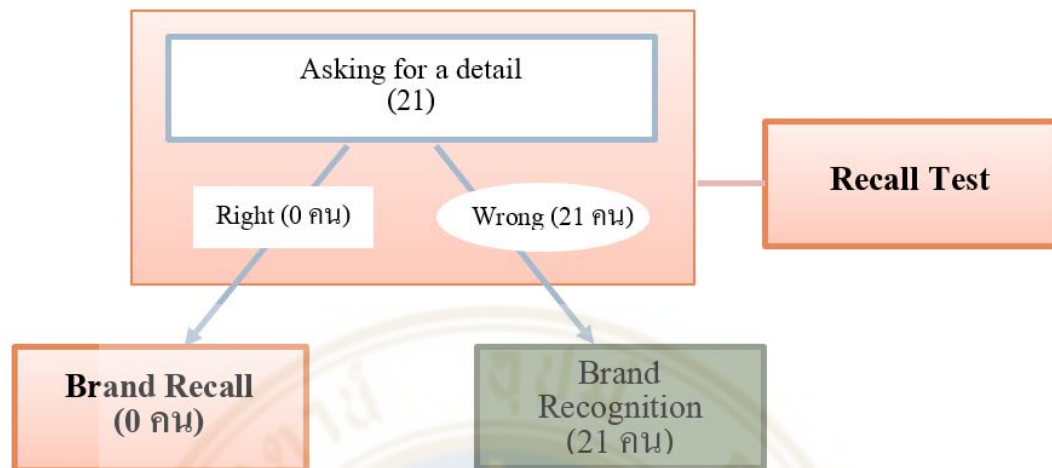 Asking for a detail
(21)
Recall Test
Right (0 คน)
Wrong (21 คน)
Brand Recall
(0 คน)
Brand
Recognition
(21 คน)